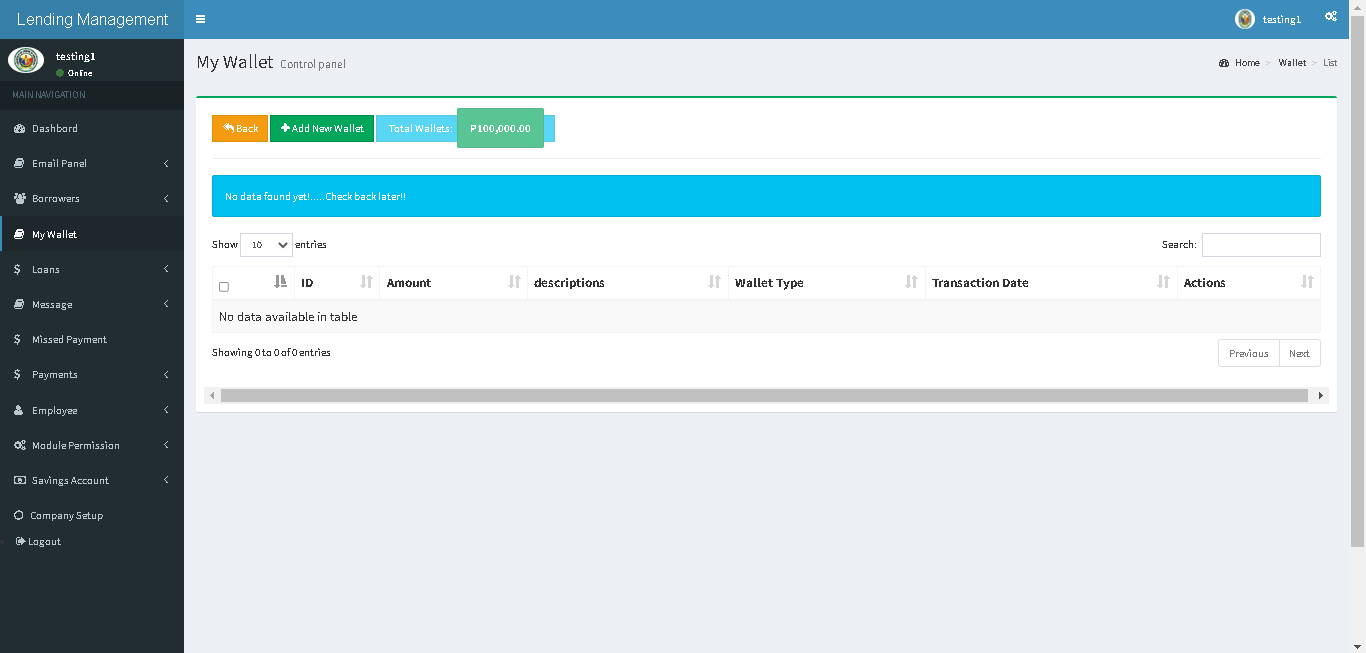 Lending Management
testing1
testing1
Online
MAIN NAVIGATION
Dashbord
Email Panel
Borrowers
My Wallet
Loans
Message
Missed Payment
Payments
Employee
Module Permission
Savings Account
Company Setup
Logout
My Wallet Control panel
Home > Wallet > List
Back Add New Wallet Total Wallets: P100,000.00
No data found yet!.....Check back later!!
Show 10 entries Search:
ID Amount descriptions Wallet Type Transaction Date Actions
No data available in table
Showing 0 to 0 of 0 entries
Previous Next